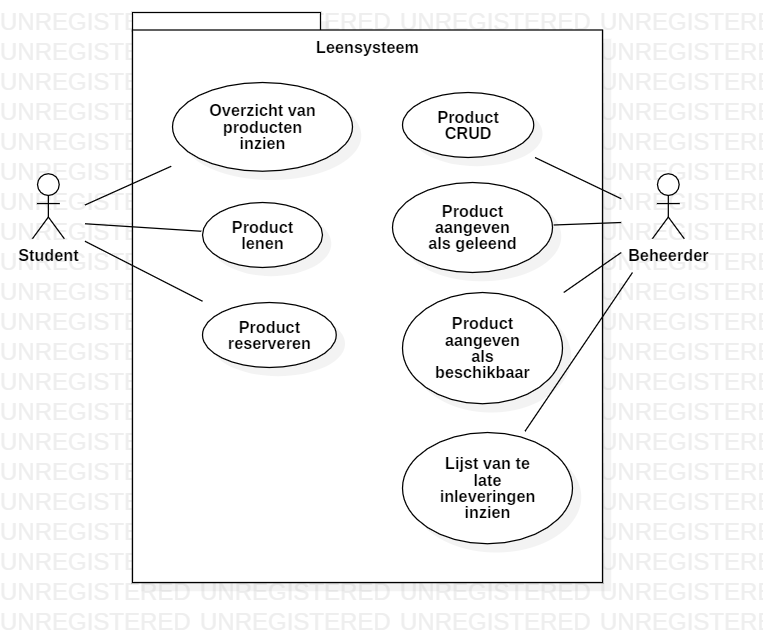 Leensysteem
Overzicht van
producten
inzien
Product
CRUD
Product
lenen
Product
aangeven
als geleend
Student
Beheerder
Product
reserveren
Product
aangeven
als
beschikbaar
Lijst van te
late
inleveringen
inzien
UNREGISTERED UNREGISTERED UNREGISTERED UNREGISTERE